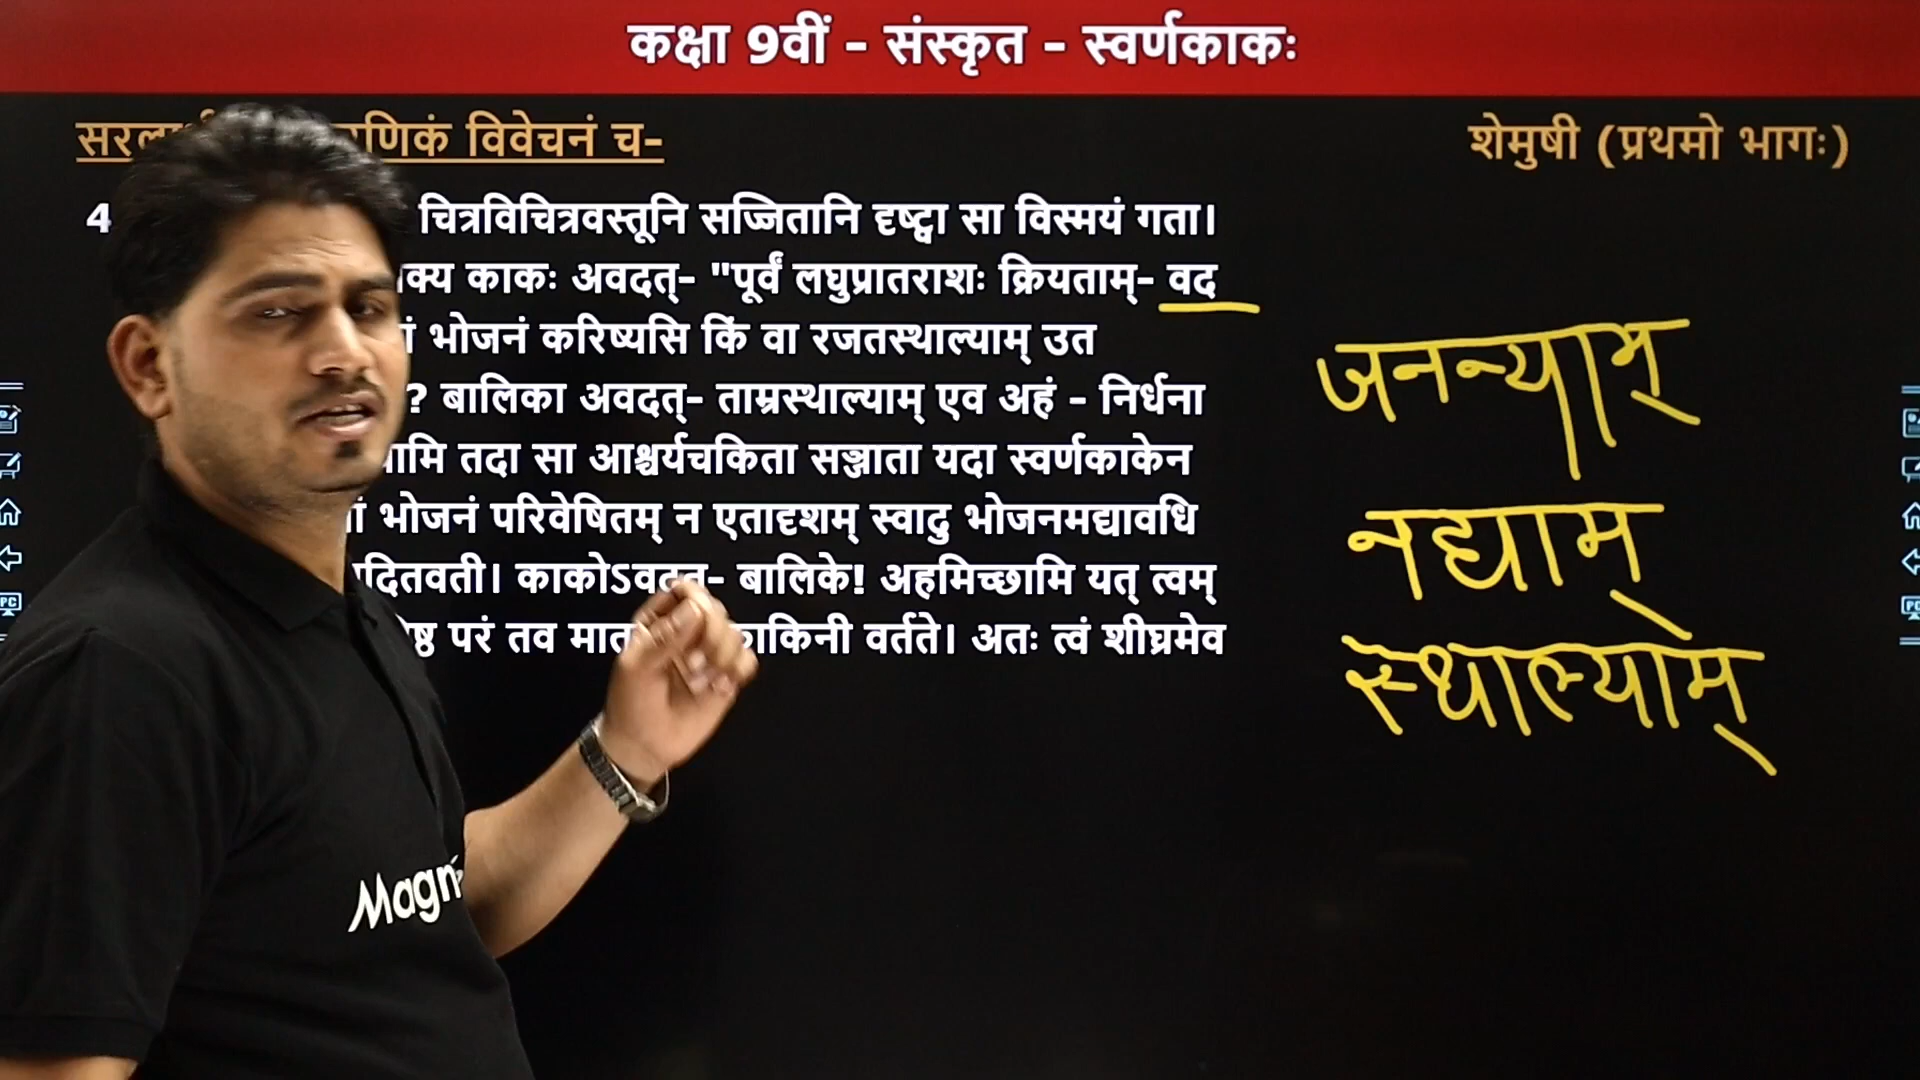 कक्षा 9वीं - संस्कृत - स्वर्णकाकः
विवेचनं च-
शेमुषी (प्रथमो भागः)
4 चित्रविचित्रवस्तूनि सज्जितानि दृष्ट्वा सा विस्मयं गता।
काकः अवदत्- "पूर्वं लघुप्रातराशः क्रियताम्- वद
भोजनं करिष्यसि किं वा रजतस्थाल्याम् उत
? बालिका अवदत्- ताम्रस्थाल्याम् एव अहं - निर्धना
तदा सा आश्चर्यचकिता सञ्जाता यदा स्वर्णकाकेन
भोजनं परिवेषितम् न एतादृशम् स्वादु भोजनमद्यावधि
काकोऽवदत्- बालिके! अहमिच्छामि यत् त्वम्
परं तव वर्तते। अतः त्वं शीघ्रमेव
जनन्याम्
नद्याम्
स्थाल्याम्
Magn